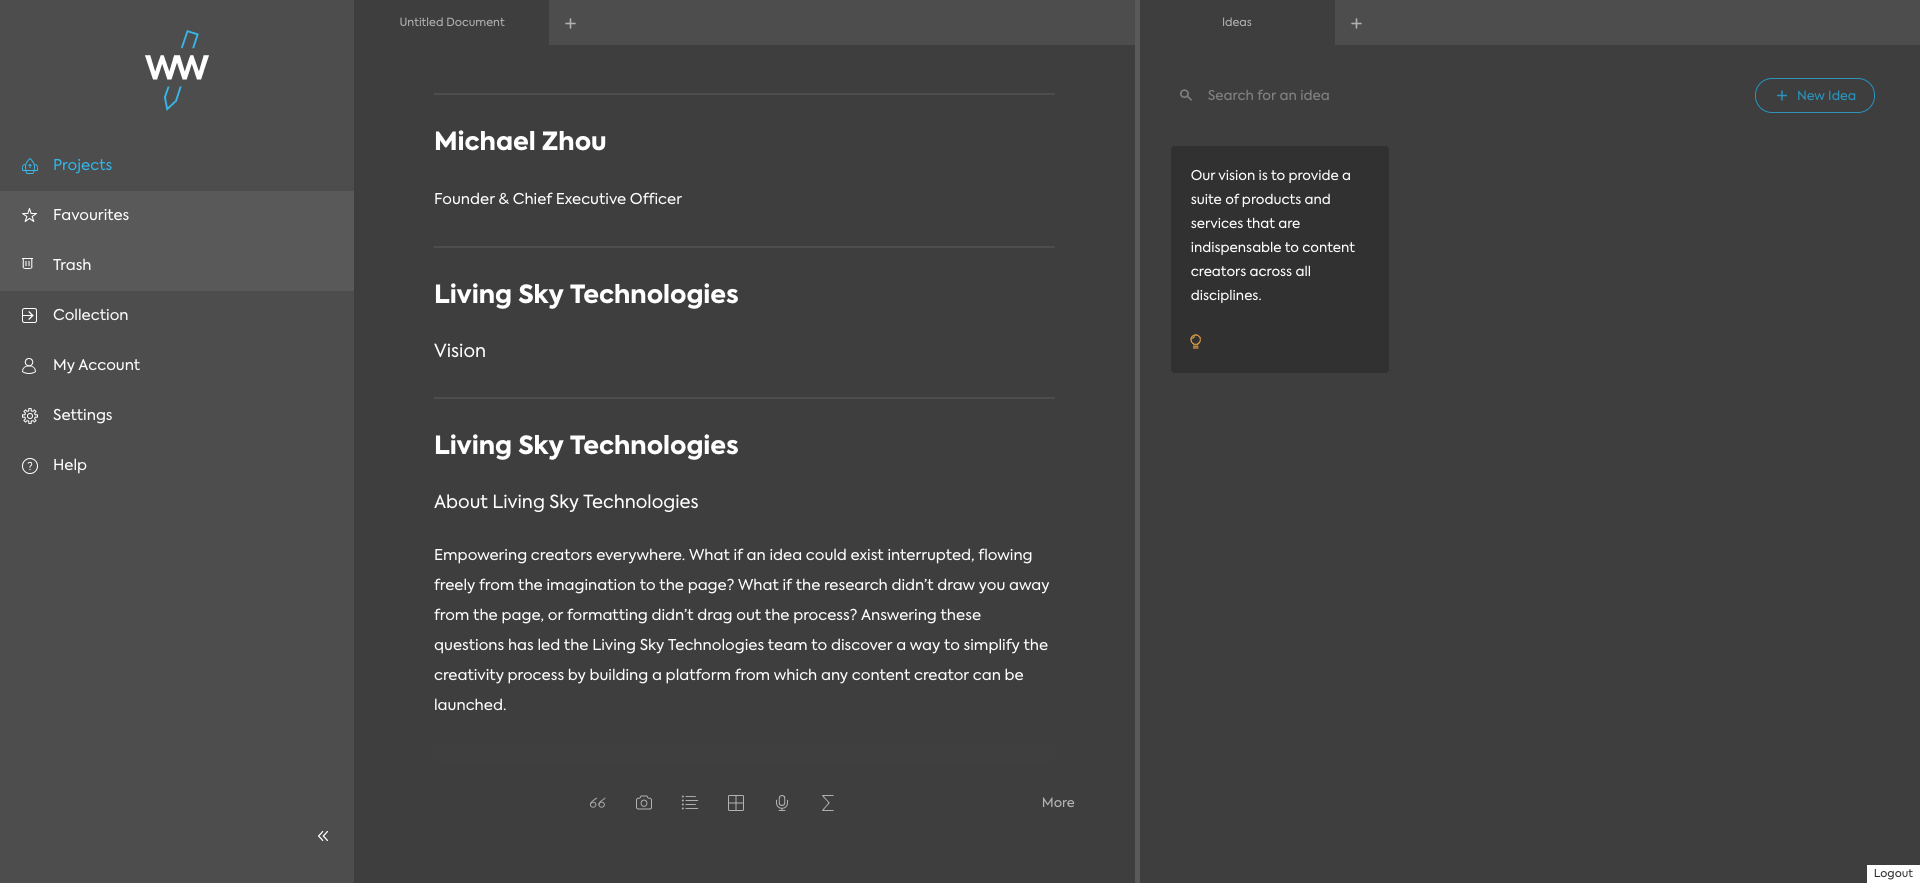 WW
Projects
Favourites
Trash
Collection
My Account
Settings
Help
Untitled Document
Michael Zhou
Founder & Chief Executive Officer
Living Sky Technologies
Vision
Living Sky Technologies
About Living Sky Technologies
Empowering creators everywhere. What if an idea could exist interrupted, flowing
freely from the imagination to the page? What if the research didn't draw you away
from the page, or formatting didn't drag out the process? Answering these
questions has led the Living Sky Technologies team to discover a way to simplify the
creativity process by building a platform from which any content creator can be
launched.
More
Ideas
Search for an idea
+ New Idea
Our vision is to provide a
suite of products and
services that are
indispensable to content
creators across all
disciplines.
Logout